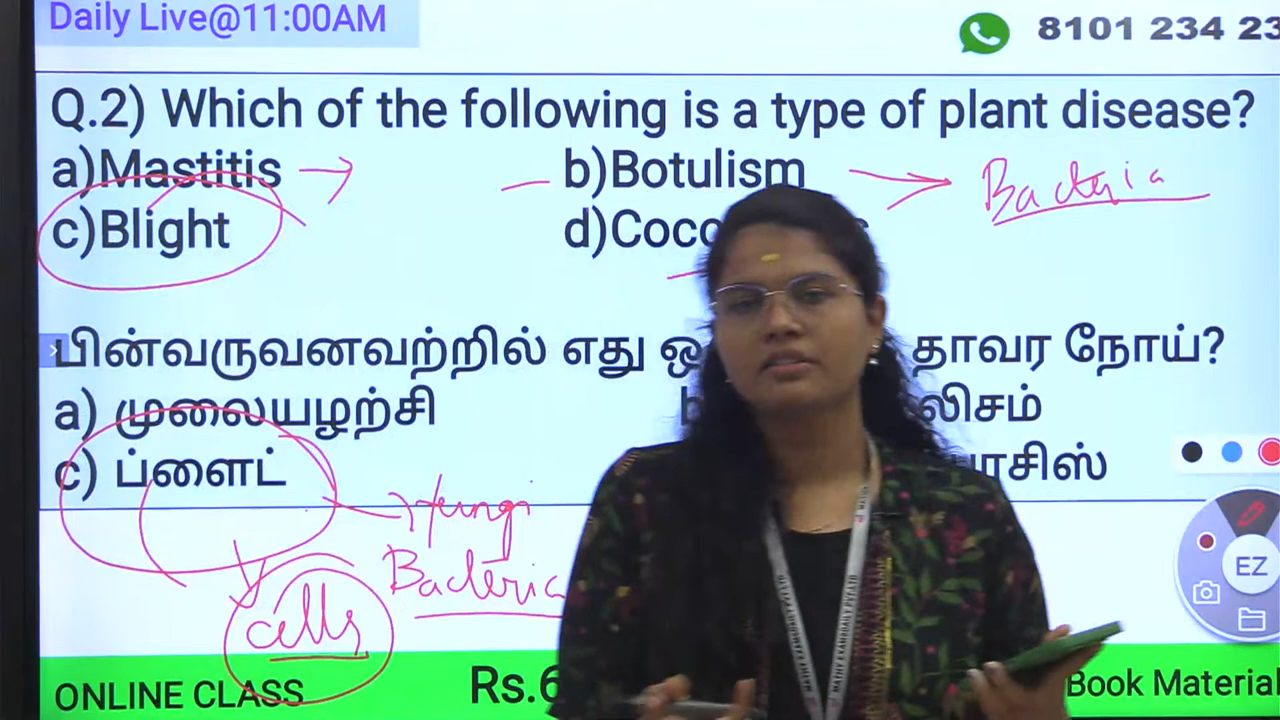 Daily Live@11:00AM
8101 234 23
Q.2) Which of the following is a type of plant disease?
a)Mastitis b)Botulism Bacteria
c)Blight d)Coco
பின்வருவனவற்றில் எது தாவர நோய்?
a) முலையழற்சி
c) ப்ளைட்
fungi
Bacteria
cells
EZ
ONLINE CLASS Rs.6 Book Material